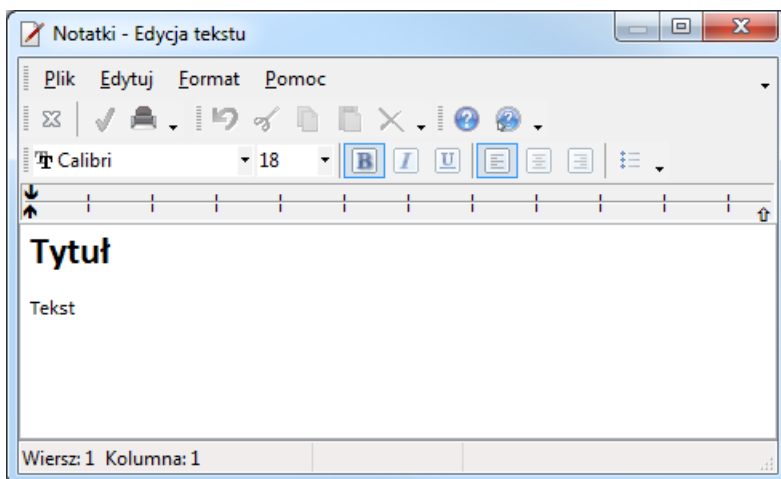 Notatki - Edycja tekstu
Plik Edytuj Format Pomoc
Calibri 18 B I U
Tytuł
Tekst
Wiersz: 1 Kolumna: 1